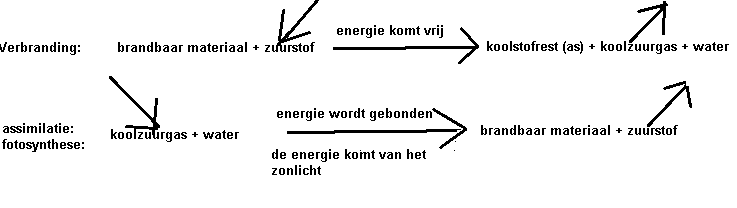 energie komt vrij
Verbranding: brandbaar materiaal + zuurstof koolstofrest (as) + koolzuurgas + water
energie wordt gebonden
assimilatie: koolzuurgas + water brandbaar materiaal + zuurstof
fotosynthese:
de energie komt van het
zonlicht